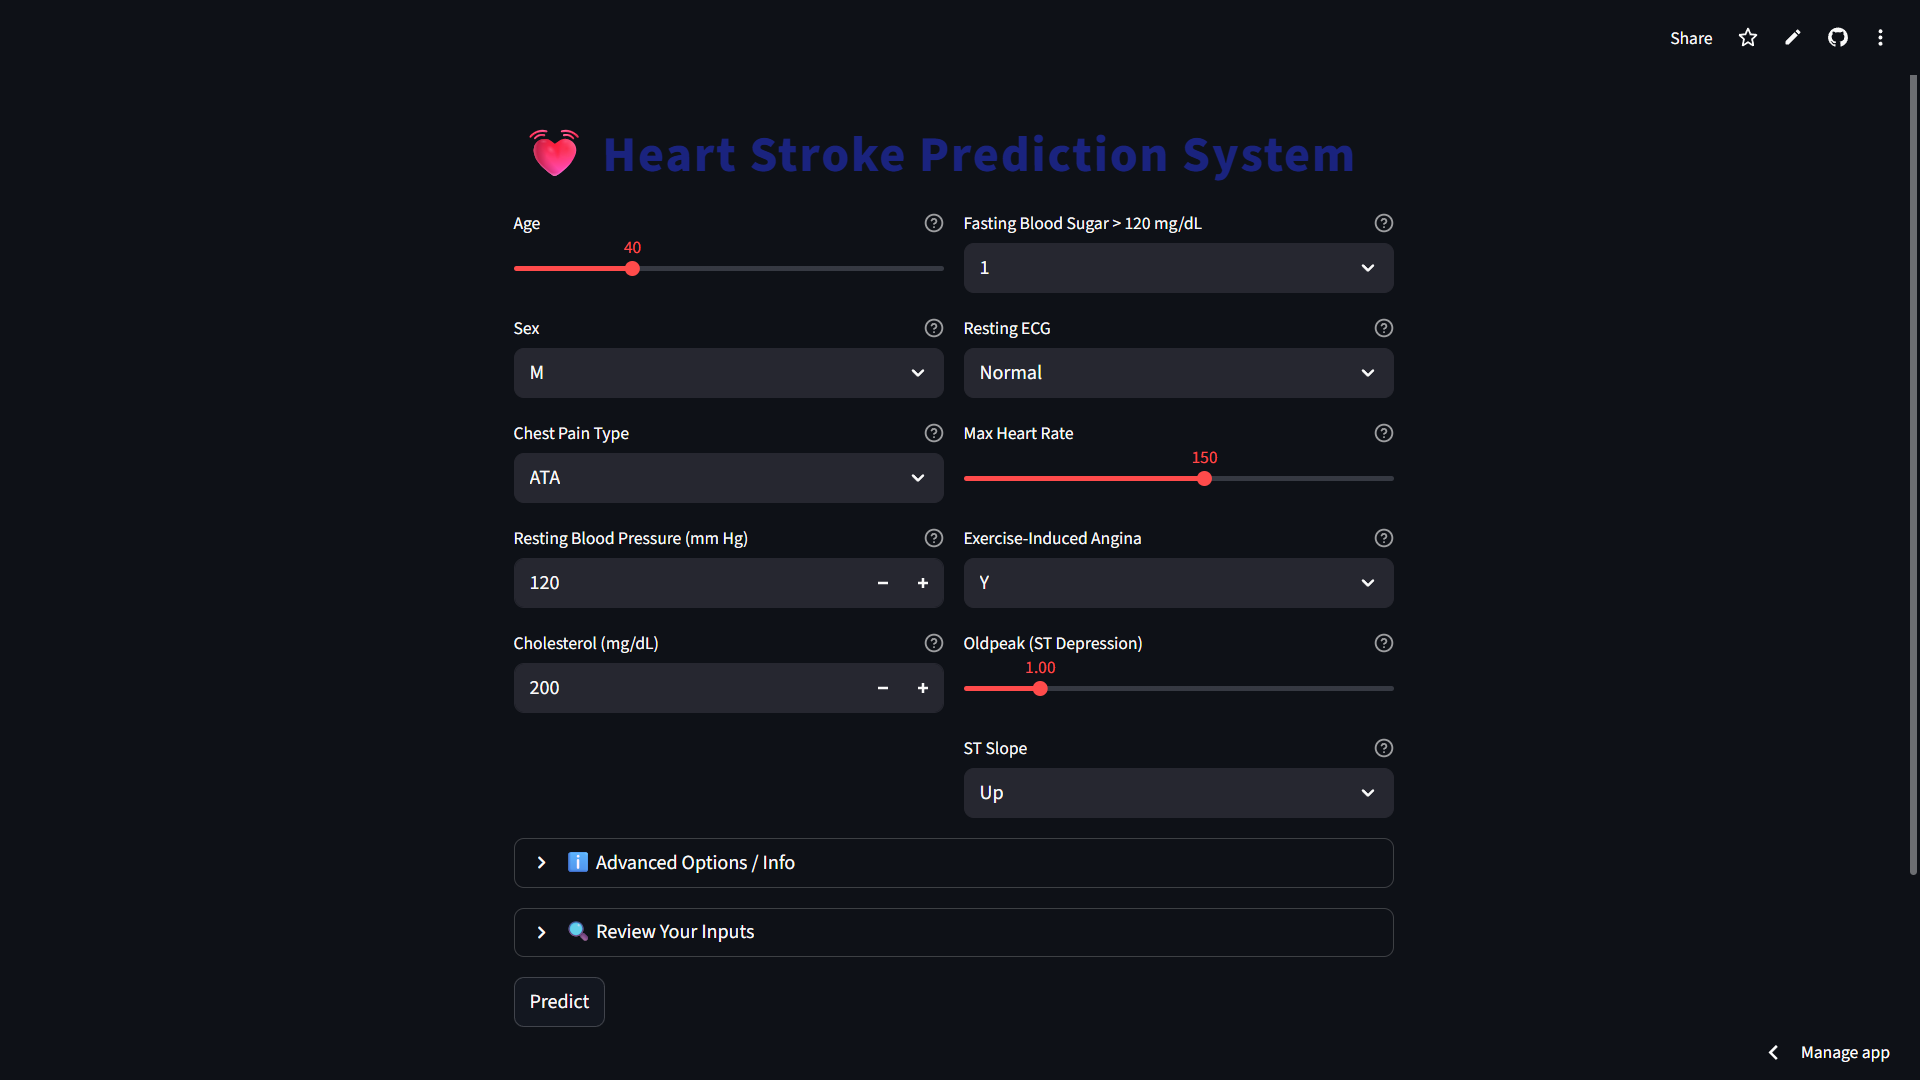 Share
Heart Stroke Prediction System
Age
40
Sex
M
Chest Pain Type
ATA
Resting Blood Pressure (mm Hg)
120
Cholesterol (mg/dL)
200
Fasting Blood Sugar > 120 mg/dL
1
Resting ECG
Normal
Max Heart Rate
150
Exercise-Induced Angina
Y
Oldpeak (ST Depression)
1.00
ST Slope
Up
Advanced Options / Info
Review Your Inputs
Predict
Manage app